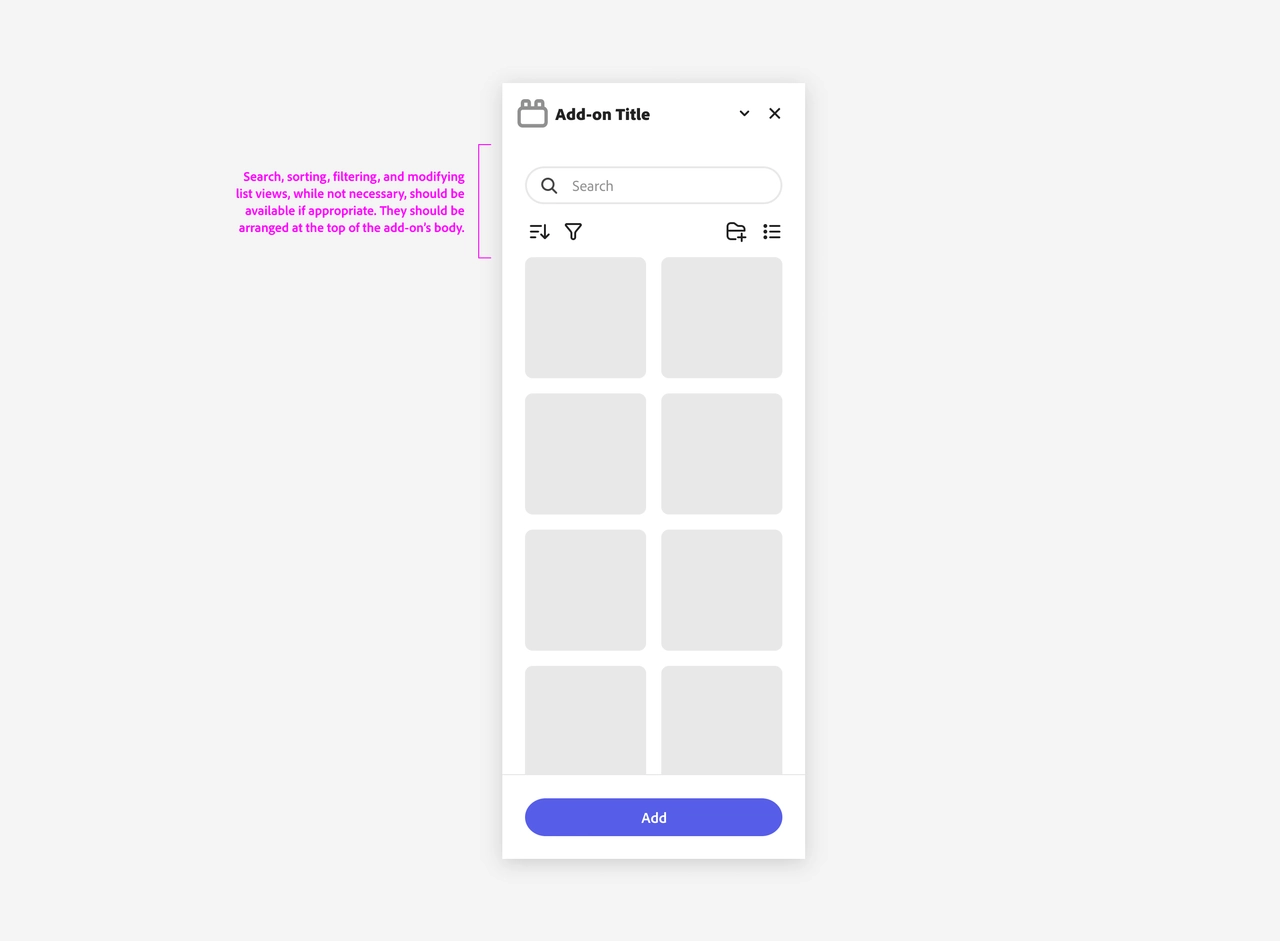 Add-on Title
Search, sorting, filtering, and modifying
list views, while not necessary, should be
available if appropriate. They should be
arranged at the top of the add-on's body.
Search
Add